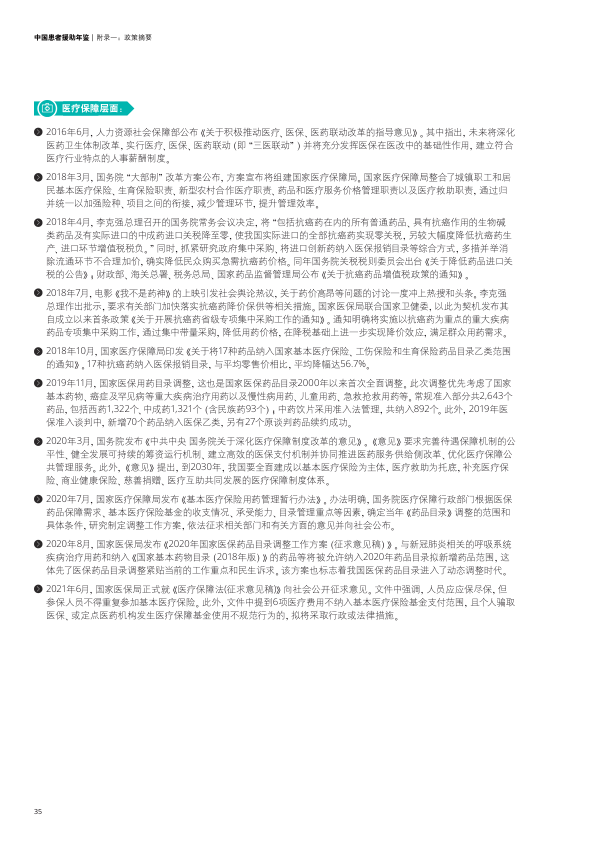 中国患者援助年鉴 | 附录一：政策摘要
医疗保障层面：
2016年6月，人力资源社会保障部公布《关于积极推动医疗、医保、医药联动改革的指导意见》。其中指出，未来将深化
医药卫生体制改革，实行医疗、医保、医药联动（即“三医联动”）并将充分发挥医保在医改中的基础性作用，建立符合
医疗行业特点的人事薪酬制度。
2018年3月，国务院“大部制”改革方案公布，方案宣布将组建国家医疗保障局。国家医疗保障局整合了城镇职工和居
民基本医疗保险、生育保险职责、新型农村合作医疗职责、药品和医疗服务价格管理职责以及医疗救助职责，通过归
并统一以加强险种、项目之间的衔接，减少管理环节，提升管理效率。
2018年4月，李克强总理召开的国务院常务会议决定，将“包括抗癌药在内的所有普通药品、具有抗癌作用的生物碱
类药品及有实际进口的中成药进口关税降至零，使我国实际进口的全部抗癌药实现零关税，另较大幅度降低抗癌药生
产、进口环节增值税税负。”同时，抓紧研究政府集中采购、将进口创新药纳入医保报销目录等综合方式，多措并举消
除流通环节不合理加价，确实降低民众购买急需抗癌药价格。同年国务院关税税则委员会出台《关于降低药品进口关
税的公告》；财政部、海关总署、税务总局、国家药品监督管理局公布《关于抗癌药品增值税政策的通知》。
2018年7月，电影《我不是药神》的上映引发社会舆论热议，关于药价高昂等问题的讨论一度冲上热搜和头条。李克强
总理作出批示，要求有关部门加快落实抗癌药降价保供等相关措施。国家医保局联合国家卫健委，以此为契机发布其
自成立以来首条政策《关于开展抗癌药省级专项集中采购工作的通知》。通知明确将实施以抗癌药为重点的重大疾病
药品专项集中采购工作，通过集中带量采购，降低用药价格，在降税基础上进一步实现降价效应，满足群众用药需求。
2018年10月，国家医疗保障局印发《关于将17种药品纳入国家基本医疗保险、工伤保险和生育保险药品目录乙类范围
的通知》。17种抗癌药纳入医保报销目录，与平均零售价相比，平均降幅达56.7%。
2019年11月，国家医保用药目录调整，这也是国家医保药品目录2000年以来首次全面调整。此次调整优先考虑了国家
基本药物、癌症及罕见病等重大疾病治疗用药以及慢性病用药、儿童用药、急救抢救用药等。常规准入部分共2,643个
药品，包括西药1,322个、中成药1,321个（含民族药93个）；中药饮片采用准入法管理，共纳入892个。此外，2019年医
保准入谈判中，新增70个药品纳入医保乙类，另有27个原谈判药品续约成功。
2020年3月，国务院发布《中共中央 国务院关于深化医疗保障制度改革的意见》。《意见》要求完善待遇保障机制的公
平性、健全发展可持续的筹资运行机制、建立高效的医保支付机制并协同推进医药服务供给侧改革、优化医疗保障公
共管理服务。此外，《意见》提出，到2030年，我国要全面建成以基本医疗保险为主体，医疗救助为托底，补充医疗保
险、商业健康保险、慈善捐赠、医疗互助共同发展的医疗保障制度体系。
2020年7月，国家医疗保障局发布《基本医疗保险用药管理暂行办法》。办法明确，国务院医疗保障行政部门根据医保
药品保障需求、基本医疗保险基金的收支情况、承受能力、目录管理重点等因素，确定当年《药品目录》调整的范围和
具体条件，研究制定调整工作方案，依法征求相关部门和有关方面的意见并向社会公布。
2020年8月，国家医保局发布《2020年国家医保药品目录调整工作方案（征求意见稿）》。与新冠肺炎相关的呼吸系统
疾病治疗用药和纳入《国家基本药物目录（2018年版）》的药品等将被允许纳入2020年药品目录拟新增药品范围，这
体先了医保药品目录调整紧贴当前的工作重点和民生诉求。该方案也标志着我国医保药品目录进入了动态调整时代。
2021年6月，国家医保局正式就《医疗保障法(征求意见稿)》向社会公开征求意见。文件中强调，人员应应保尽保，但
参保人员不得重复参加基本医疗保险。此外，文件中提到6项医疗费用不纳入基本医疗保险基金支付范围，且个人骗取
医保、或定点医药机构发生医疗保障基金使用不规范行为的，拟将采取行政或法律措施。
35